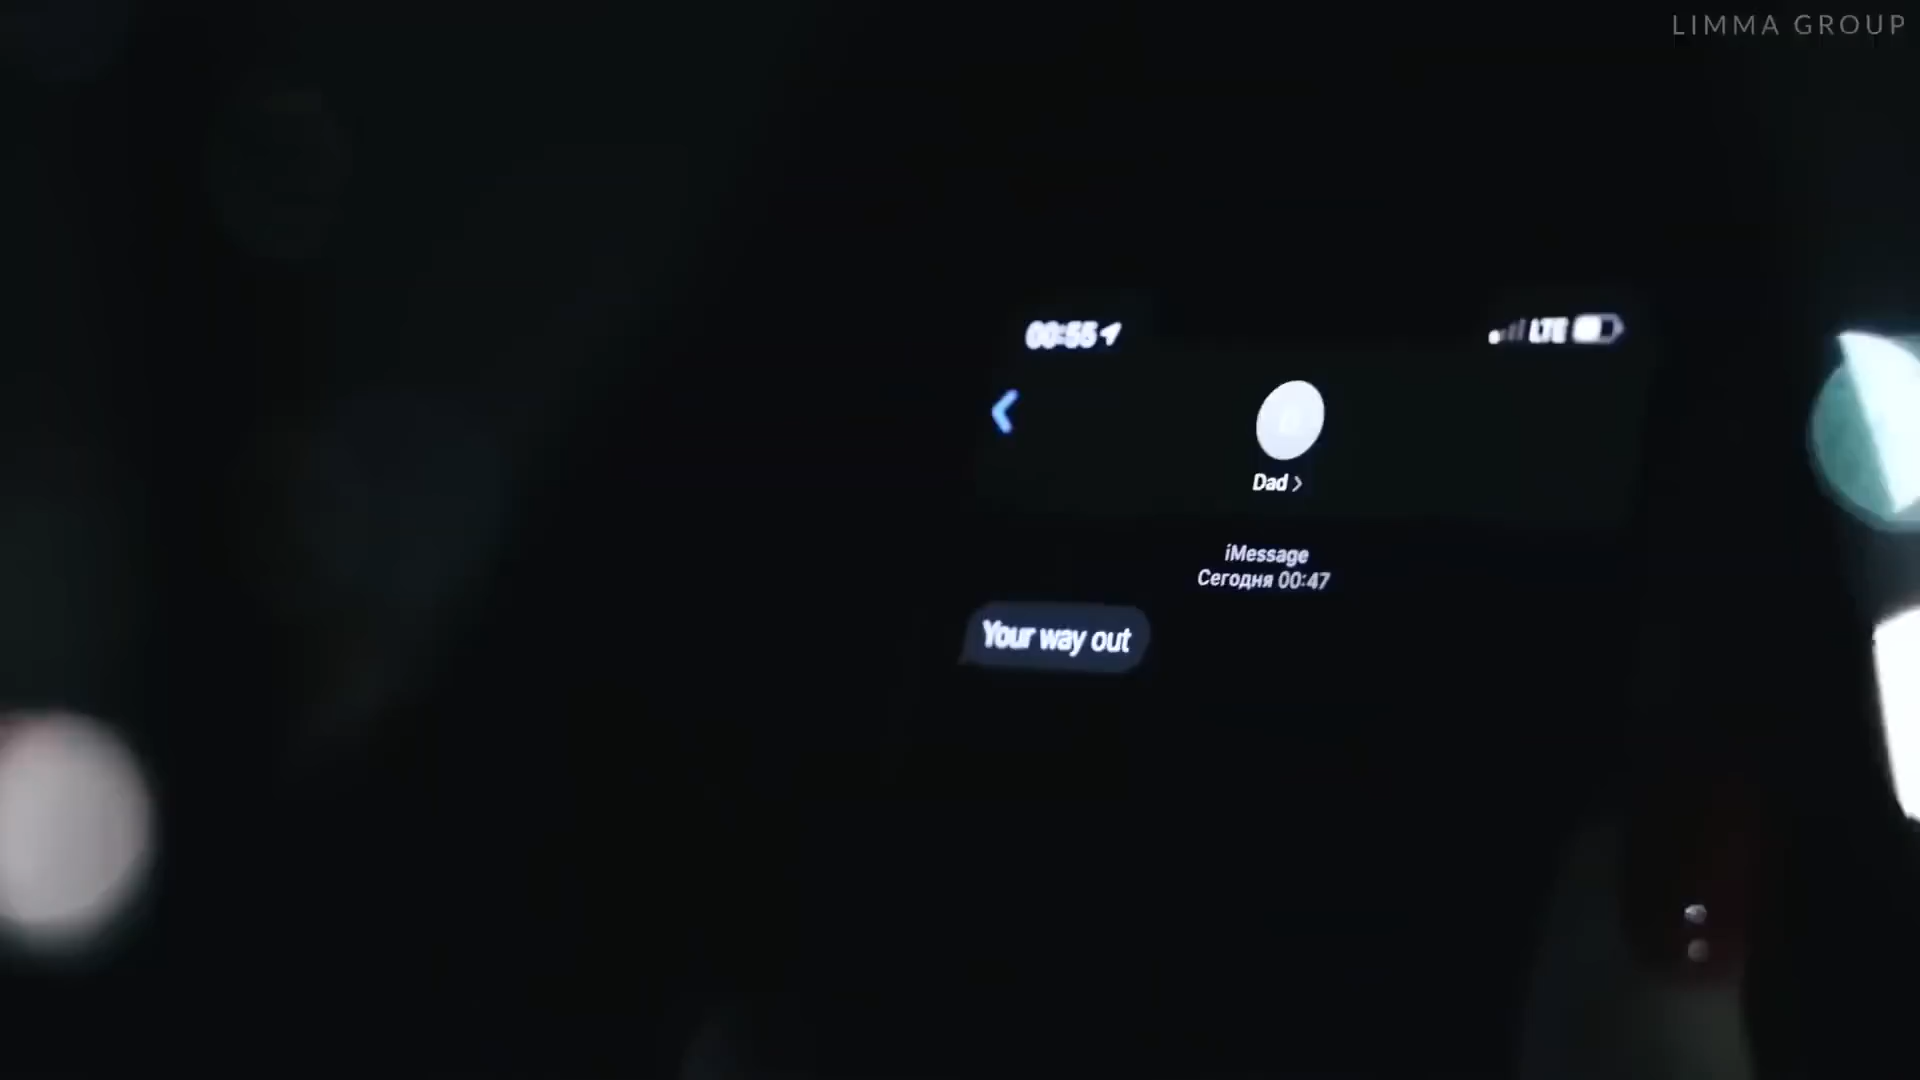 LIMMA GROUP
00:55
LTE
Dad >
iMessage
Сегодня 00:47
Your way out